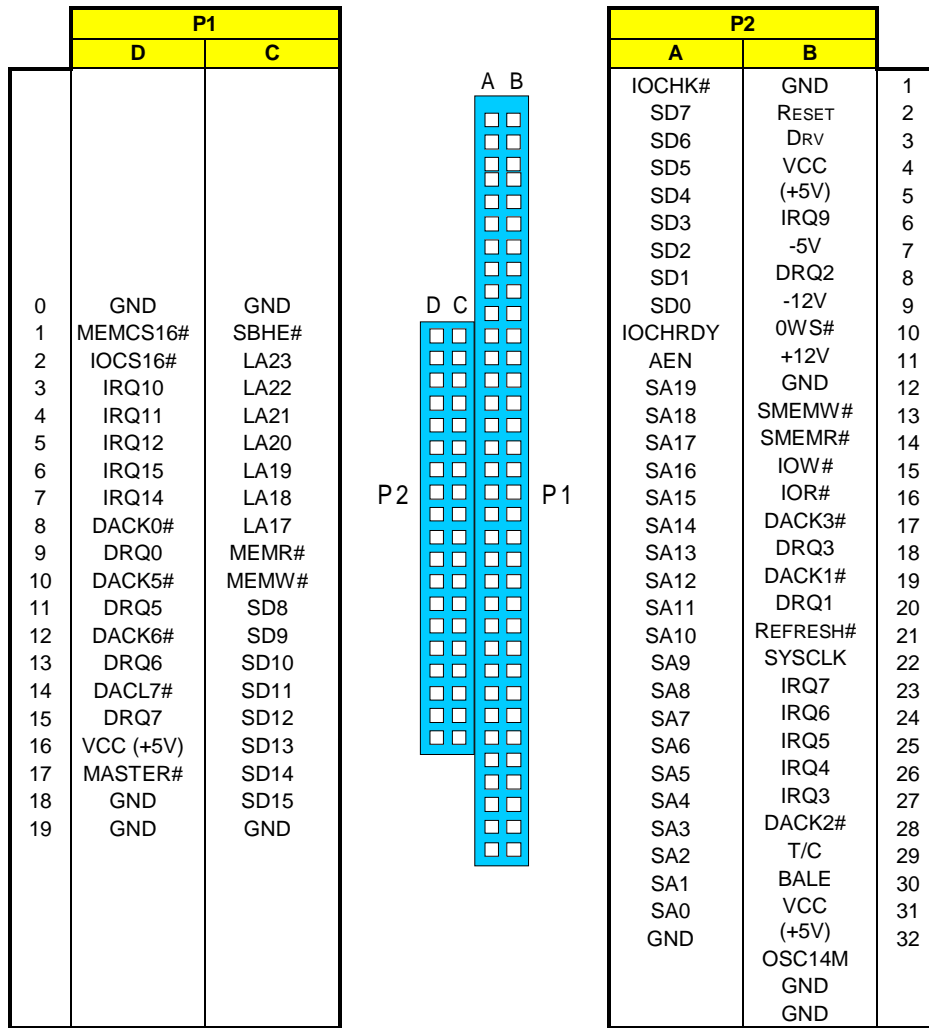 P1
D C
0 GND GND
1 MEMCS16# SBHE#
2 IOCS16# LA23
3 IRQ10 LA22
4 IRQ11 LA21
5 IRQ12 LA20
6 IRQ15 LA19
7 IRQ14 LA18
8 DACK0# LA17
9 DRQ0 MEMR#
10 DACK5# MEMW#
11 DRQ5 SD8
12 DACK6# SD9
13 DRQ6 SD10
14 DACL7# SD11
15 DRQ7 SD12
16 VCC (+5V) SD13
17 MASTER# SD14
18 GND SD15
19 GND GND
A B
D C
P2 P1
P2
A B
IOCHK# GND 1
SD7 RESET 2
SD6 DRV 3
SD5 VCC 4
SD4 (+5V) 5
SD3 IRQ9 6
SD2 -5V 7
SD1 DRQ2 8
SD0 -12V 9
IOCHRDY 0WS# 10
AEN +12V 11
SA19 GND 12
SA18 SMEMW# 13
SA17 SMEMR# 14
SA16 IOW# 15
SA15 IOR# 16
SA14 DACK3# 17
SA13 DRQ3 18
SA12 DACK1# 19
SA11 DRQ1 20
SA10 REFRESH# 21
SA9 SYSCLK 22
SA8 IRQ7 23
SA7 IRQ6 24
SA6 IRQ5 25
SA5 IRQ4 26
SA4 IRQ3 27
SA3 DACK2# 28
SA2 T/C 29
SA1 BALE 30
SA0 VCC 31
GND (+5V) 32
OSC14M
GND
GND